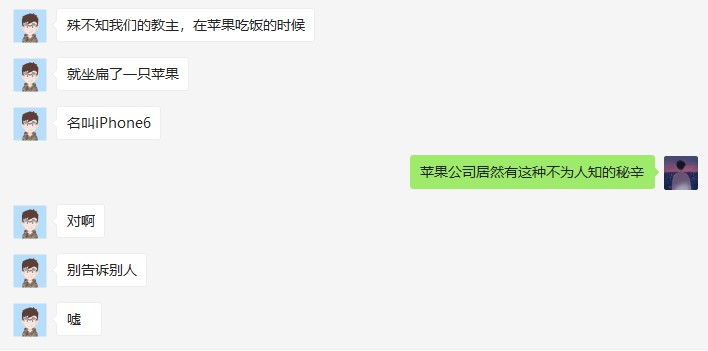 殊不知我们的教主，在苹果吃饭的时候
就坐扁了一只苹果
名叫iPhone6
苹果公司居然有这种不为人知的秘辛
对啊
别告诉别人
嘘